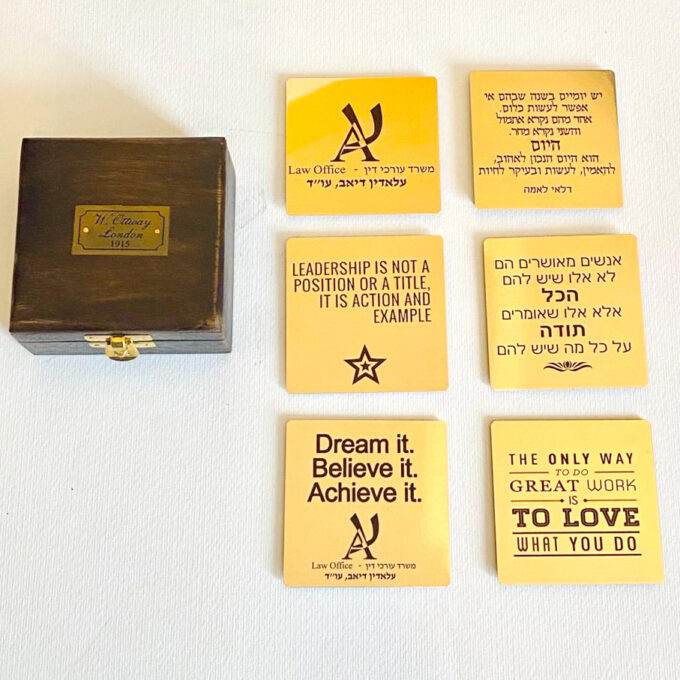 W. Ottway
London
1915
Law Office - משרד עורכי דין
עלאדין דיאב, עו"ד
יש יומיים בשנה שבהם אי
אפשר לעשות כלום.
אחד מהם נקרא אתמול
והשני נקרא מחר.
היום
הוא היום הנכון לאהוב,
להאמין, לעשות ובעיקר לחיות
דלאי לאמה
LEADERSHIP IS NOT A
POSITION OR A TITLE,
IT IS ACTION AND
EXAMPLE
אנשים מאושרים הם
לא אלו שיש להם
הכל
אלא אלו שאומרים
תודה
על כל מה שיש להם
Dream it.
Believe it.
Achieve it.
Law Office - משרד עורכי דין
עלאדין דיאב, עו"ד
THE ONLY WAY
TO DO
GREAT WORK
IS
TO LOVE
WHAT YOU DO